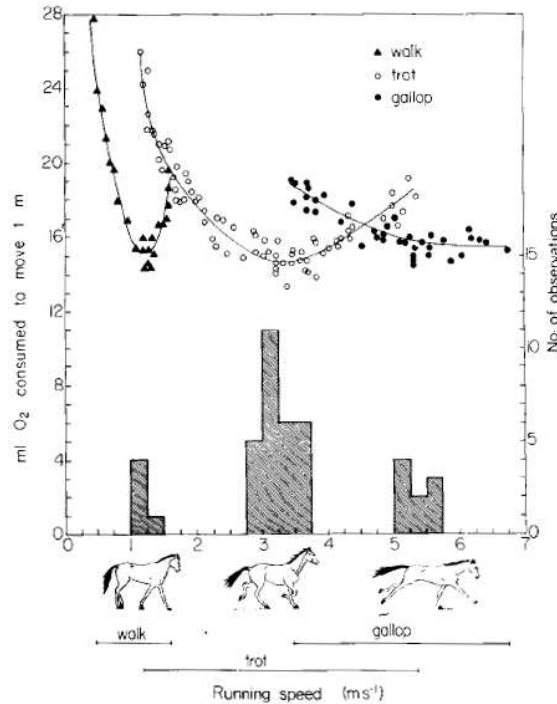 28
24
20
16
12
8
4
0
ml O₂ consumed to move 1 m
▲ walk
○ trot
● gallop
15
10
5
0
No. of observations
0 1 2 3 4 5 6 7
walk
gallop
trot
Running speed (m s⁻¹)